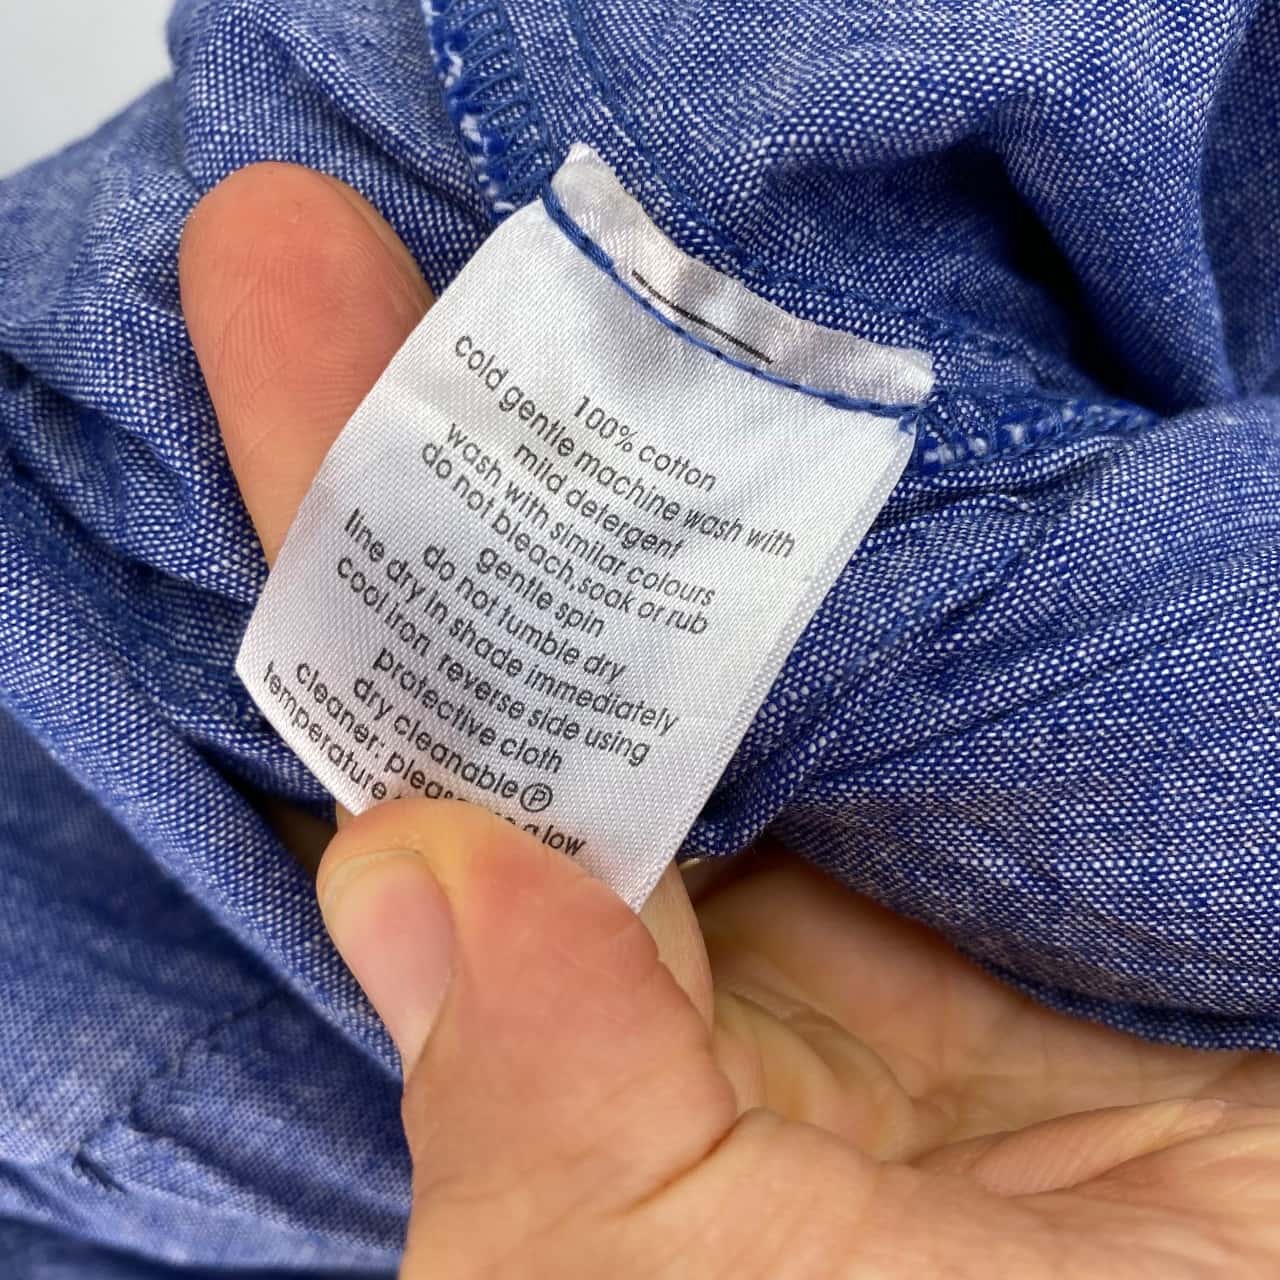 100% cotton
cold gentle machine wash with
mild detergent
wash with similar colours
do not bleach,soak or rub
gentle spin
do not tumble dry
line dry in shade immediately
cool iron reverse side using
protective cloth
dry cleanable Ⓟ
cleaner: a low
temperature